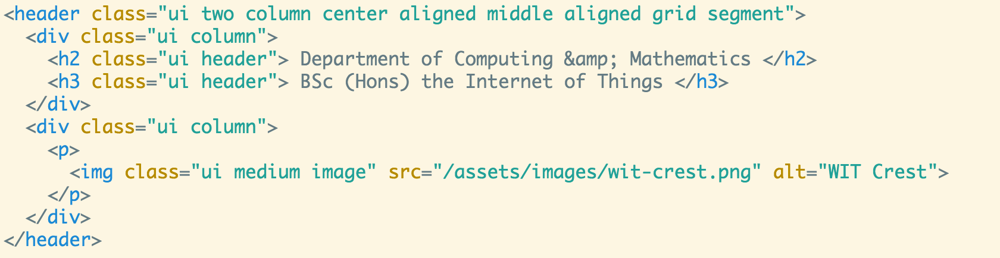 <header class="ui two column center aligned middle aligned grid segment">
  <div class="ui column">
    <h2 class="ui header"> Department of Computing &amp; Mathematics </h2>
    <h3 class="ui header"> BSc (Hons) the Internet of Things </h3>
  </div>
  <div class="ui column">
    <p>
      <img class="ui medium image" src="/assets/images/wit-crest.png" alt="WIT Crest">
    </p>
  </div>
</header>